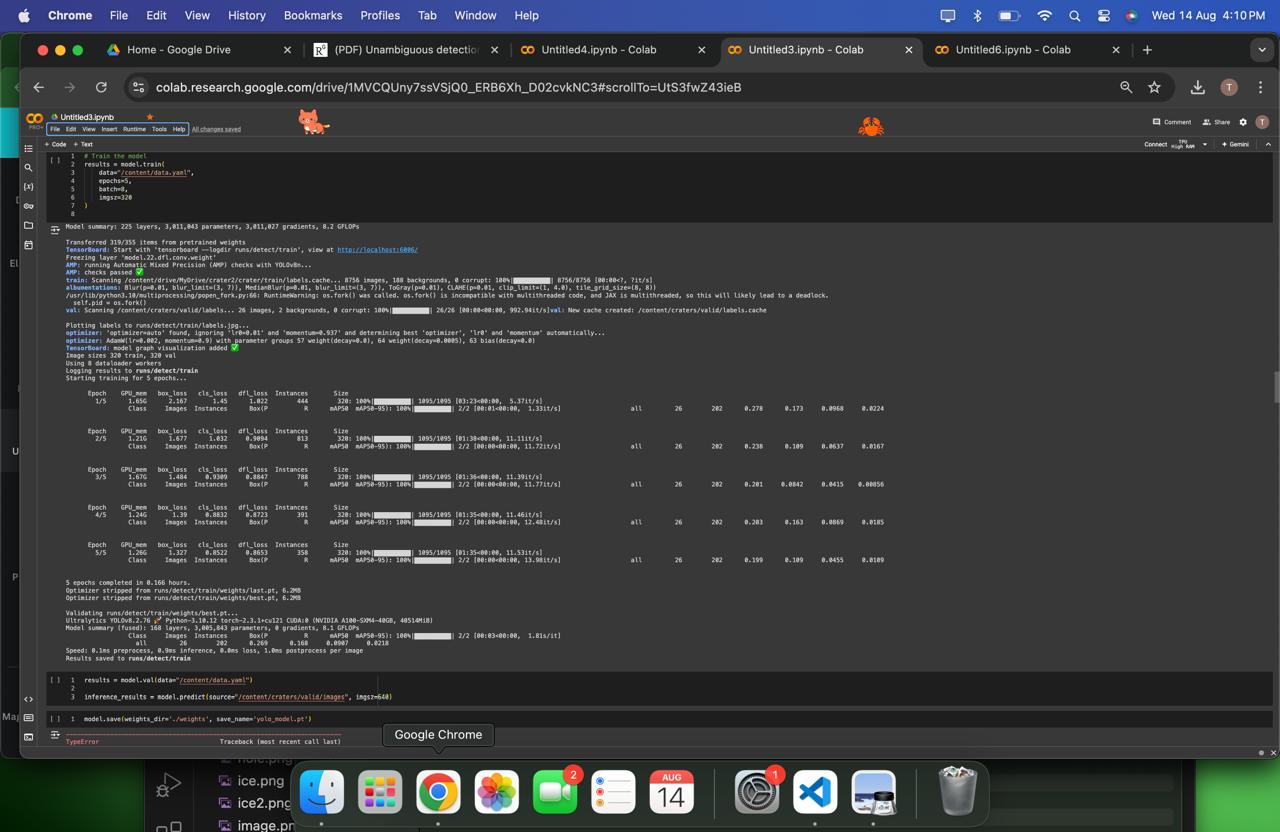 Chrome File Edit View History Bookmarks Profiles Tab Window Help Wed 14 Aug 4:10 PM
Home - Google Drive (PDF) Unambiguous detectio Untitled4.ipynb - Colab Untitled3.ipynb - Colab Untitled6.ipynb - Colab
colab.research.google.com/drive/1MVCQUny7ssVSjQ0_ERB6Xh_D02cvkNC3#scrollTo=UtS3fwZ43ieB T
Untitled3.ipynb
PRO+ File Edit View Insert Runtime Tools Help All changes saved Comment Share T
+ Code + Text Connect TPU High RAM Gemini
[ ] 1 # Train the model
2 results = model.train(
3 data="/content/data.yaml",
4 epochs=5,
5 batch=8,
6 imgsz=320
7 )
8
Model summary: 225 layers, 3,011,043 parameters, 3,011,027 gradients, 8.2 GFLOPs
Transferred 319/355 items from pretrained weights
TensorBoard: Start with 'tensorboard --logdir runs/detect/train', view at http://localhost:6006/
Freezing layer 'model.22.dfl.conv.weight'
AMP: running Automatic Mixed Precision (AMP) checks with YOLOv8n...
AMP: checks passed ✅
train: Scanning /content/drive/MyDrive/crater2/crater/train/labels.cache... 8756 images, 188 backgrounds, 0 corrupt: 100%| | 8756/8756 [00:00<?, ?it/s]
albumentations: Blur(p=0.01, blur_limit=(3, 7)), MedianBlur(p=0.01, blur_limit=(3, 7)), ToGray(p=0.01), CLAHE(p=0.01, clip_limit=(1, 4.0), tile_grid_size=(8, 8))
/usr/lib/python3.10/multiprocessing/popen_fork.py:66: RuntimeWarning: os.fork() was called. os.fork() is incompatible with multithreaded code, and JAX is multithreaded, so this will likely lead to a deadlock.
self.pid = os.fork()
val: Scanning /content/craters/valid/labels... 26 images, 2 backgrounds, 0 corrupt: 100%| | 26/26 [00:00<00:00, 992.94it/s]val: New cache created: /content/craters/valid/labels.cache
Plotting labels to runs/detect/train/labels.jpg...
optimizer: 'optimizer=auto' found, ignoring 'lr0=0.01' and 'momentum=0.937' and determining best 'optimizer', 'lr0' and 'momentum' automatically...
optimizer: AdamW(lr=0.002, momentum=0.9) with parameter groups 57 weight(decay=0.0), 64 weight(decay=0.0005), 63 bias(decay=0.0)
TensorBoard: model graph visualization added ✅
Image sizes 320 train, 320 val
Using 8 dataloader workers
Logging results to runs/detect/train
Starting training for 5 epochs...
Epoch GPU_mem box_loss cls_loss dfl_loss Instances Size
1/5 1.65G 2.167 1.45 1.022 444 320: 100%| | 1095/1095 [03:23<00:00, 5.37it/s]
Class Images Instances Box(P R mAP50 mAP50-95): 100%| | 2/2 [00:01<00:00, 1.33it/s] all 26 202 0.278 0.173 0.0968 0.0224
Epoch GPU_mem box_loss cls_loss dfl_loss Instances Size
2/5 1.21G 1.677 1.032 0.9094 813 320: 100%| | 1095/1095 [01:38<00:00, 11.11it/s]
Class Images Instances Box(P R mAP50 mAP50-95): 100%| | 2/2 [00:00<00:00, 11.72it/s] all 26 202 0.238 0.109 0.0637 0.0167
Epoch GPU_mem box_loss cls_loss dfl_loss Instances Size
3/5 1.67G 1.484 0.9309 0.8847 788 320: 100%| | 1095/1095 [01:36<00:00, 11.39it/s]
Class Images Instances Box(P R mAP50 mAP50-95): 100%| | 2/2 [00:00<00:00, 11.77it/s] all 26 202 0.201 0.0842 0.0415 0.00856
Epoch GPU_mem box_loss cls_loss dfl_loss Instances Size
4/5 1.24G 1.39 0.8832 0.8723 391 320: 100%| | 1095/1095 [01:35<00:00, 11.46it/s]
Class Images Instances Box(P R mAP50 mAP50-95): 100%| | 2/2 [00:00<00:00, 12.48it/s] all 26 202 0.203 0.163 0.0869 0.0185
Epoch GPU_mem box_loss cls_loss dfl_loss Instances Size
5/5 1.26G 1.327 0.8522 0.8653 358 320: 100%| | 1095/1095 [01:35<00:00, 11.53it/s]
Class Images Instances Box(P R mAP50 mAP50-95): 100%| | 2/2 [00:00<00:00, 13.98it/s] all 26 202 0.199 0.109 0.0455 0.0109
5 epochs completed in 0.166 hours.
Optimizer stripped from runs/detect/train/weights/last.pt, 6.2MB
Optimizer stripped from runs/detect/train/weights/best.pt, 6.2MB
Validating runs/detect/train/weights/best.pt...
Ultralytics YOLOv8.2.76 🚀 Python-3.10.12 torch-2.3.1+cu121 CUDA:0 (NVIDIA A100-SXM4-40GB, 40514MiB)
Model summary (fused): 168 layers, 3,005,843 parameters, 0 gradients, 8.1 GFLOPs
Class Images Instances Box(P R mAP50 mAP50-95): 100%| | 2/2 [00:03<00:00, 1.81s/it]
all 26 202 0.269 0.168 0.0907 0.0218
Speed: 0.1ms preprocess, 0.9ms inference, 0.0ms loss, 1.0ms postprocess per image
Results saved to runs/detect/train
[ ] 1 results = model.val(data="/content/data.yaml")
2
3 inference_results = model.predict(source="/content/craters/valid/images", imgsz=640)
[ ] 1 model.save(weights_dir='./weights', save_name='yolo_model.pt')
TypeError Traceback (most recent call last)
Google Chrome
ice.png
ice2.png
image.pn
2
AUG
14
1